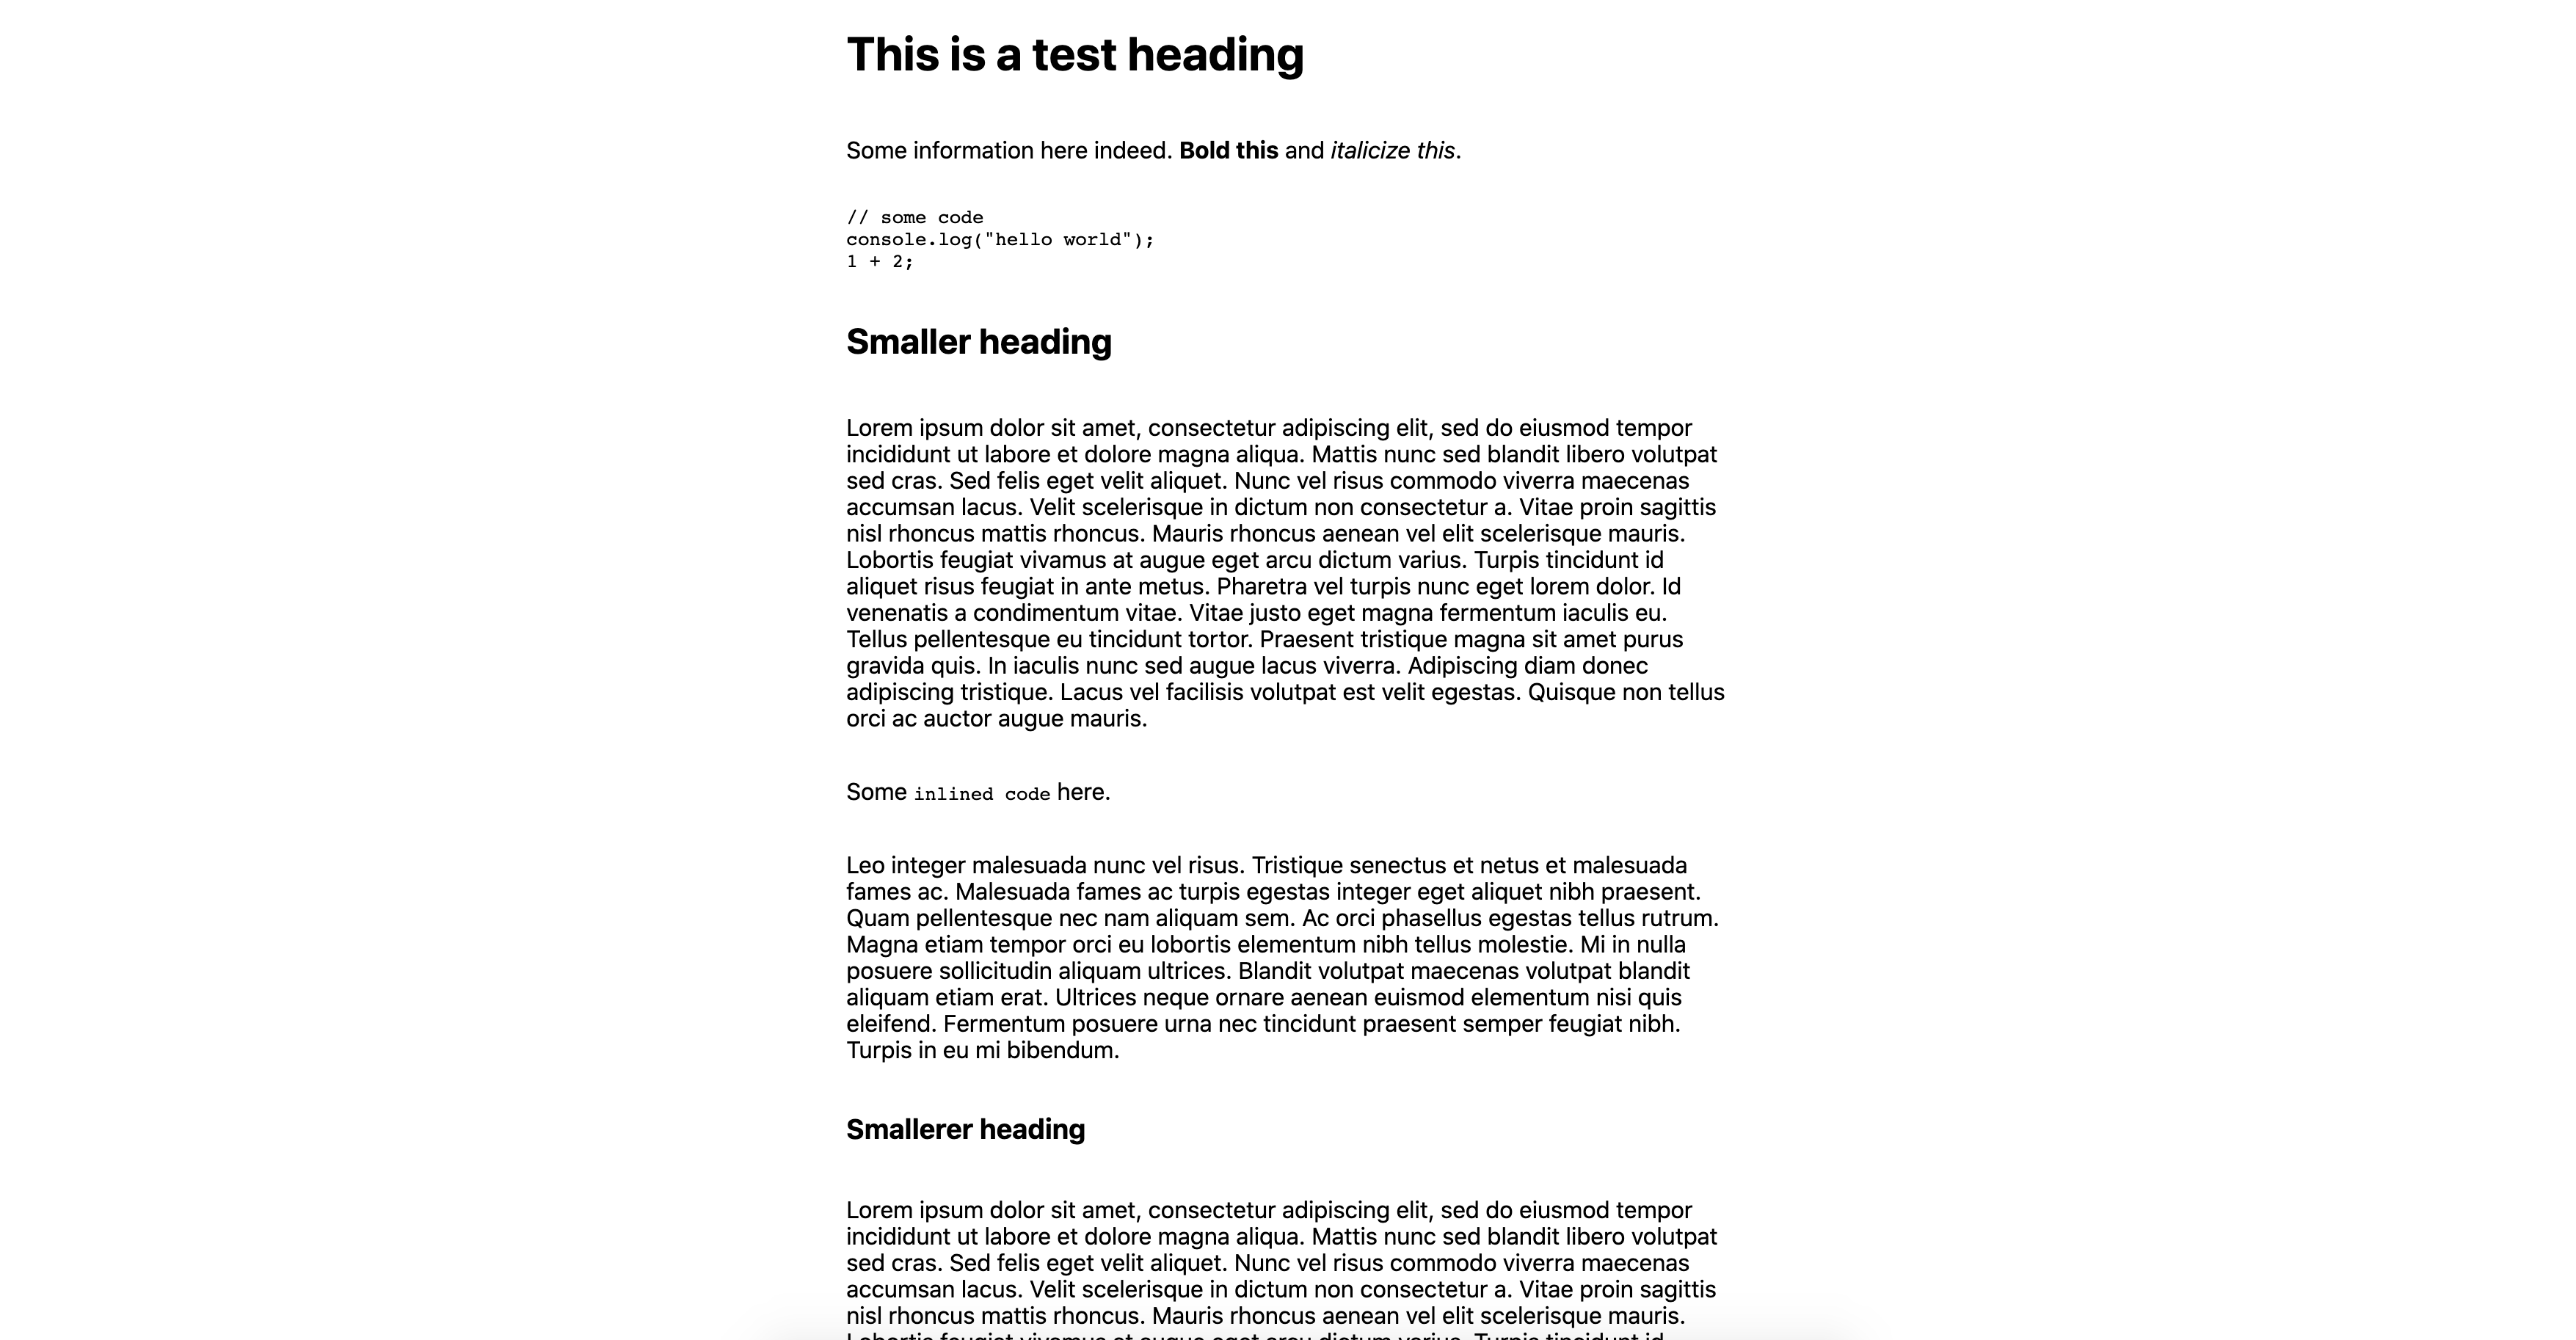 This is a test heading
Some information here indeed. Bold this and italicize this.
// some code
console.log("hello world");
1 + 2;
Smaller heading
Lorem ipsum dolor sit amet, consectetur adipiscing elit, sed do eiusmod tempor
incididunt ut labore et dolore magna aliqua. Mattis nunc sed blandit libero volutpat
sed cras. Sed felis eget velit aliquet. Nunc vel risus commodo viverra maecenas
accumsan lacus. Velit scelerisque in dictum non consectetur a. Vitae proin sagittis
nisl rhoncus mattis rhoncus. Mauris rhoncus aenean vel elit scelerisque mauris.
Lobortis feugiat vivamus at augue eget arcu dictum varius. Turpis tincidunt id
aliquet risus feugiat in ante metus. Pharetra vel turpis nunc eget lorem dolor. Id
venenatis a condimentum vitae. Vitae justo eget magna fermentum iaculis eu.
Tellus pellentesque eu tincidunt tortor. Praesent tristique magna sit amet purus
gravida quis. In iaculis nunc sed augue lacus viverra. Adipiscing diam donec
adipiscing tristique. Lacus vel facilisis volutpat est velit egestas. Quisque non tellus
orci ac auctor augue mauris.
Some inlined code here.
Leo integer malesuada nunc vel risus. Tristique senectus et netus et malesuada
fames ac. Malesuada fames ac turpis egestas integer eget aliquet nibh praesent.
Quam pellentesque nec nam aliquam sem. Ac orci phasellus egestas tellus rutrum.
Magna etiam tempor orci eu lobortis elementum nibh tellus molestie. Mi in nulla
posuere sollicitudin aliquam ultrices. Blandit volutpat maecenas volutpat blandit
aliquam etiam erat. Ultrices neque ornare aenean euismod elementum nisi quis
eleifend. Fermentum posuere urna nec tincidunt praesent semper feugiat nibh.
Turpis in eu mi bibendum.
Smallerer heading
Lorem ipsum dolor sit amet, consectetur adipiscing elit, sed do eiusmod tempor
incididunt ut labore et dolore magna aliqua. Mattis nunc sed blandit libero volutpat
sed cras. Sed felis eget velit aliquet. Nunc vel risus commodo viverra maecenas
accumsan lacus. Velit scelerisque in dictum non consectetur a. Vitae proin sagittis
nisl rhoncus mattis rhoncus. Mauris rhoncus aenean vel elit scelerisque mauris.